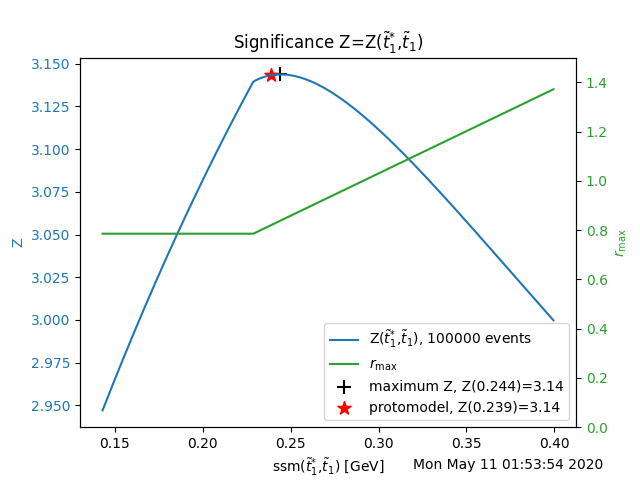 Significance Z=Z(t̃₁*,t̃₁)
3.150
3.125
3.100
3.075
3.050
3.025
3.000
2.975
2.950
Z
1.4
1.2
1.0
0.8
0.6
0.4
0.2
0.0
r_max
Z(t̃₁*,t̃₁), 100000 events
r_max
maximum Z, Z(0.244)=3.14
protomodel, Z(0.239)=3.14
0.15 0.20 0.25 0.30 0.35 0.40
ssm(t̃₁*,t̃₁) [GeV]
Mon May 11 01:53:54 2020